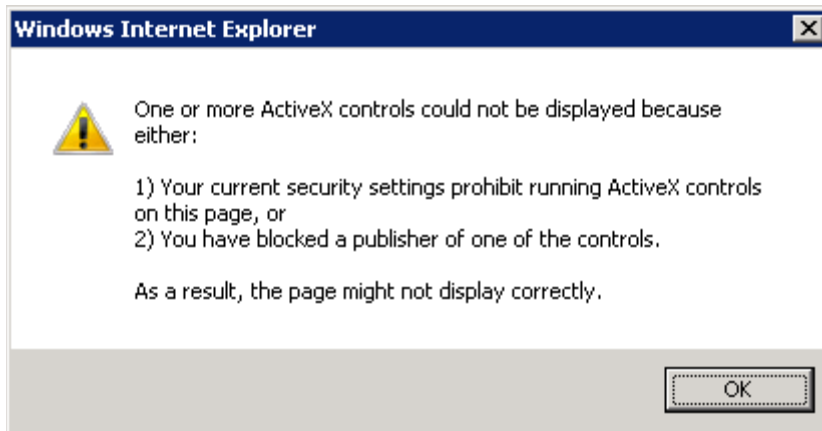 Windows Internet Explorer
One or more ActiveX controls could not be displayed because
either:
1) Your current security settings prohibit running ActiveX controls
on this page, or
2) You have blocked a publisher of one of the controls.
As a result, the page might not display correctly.
OK